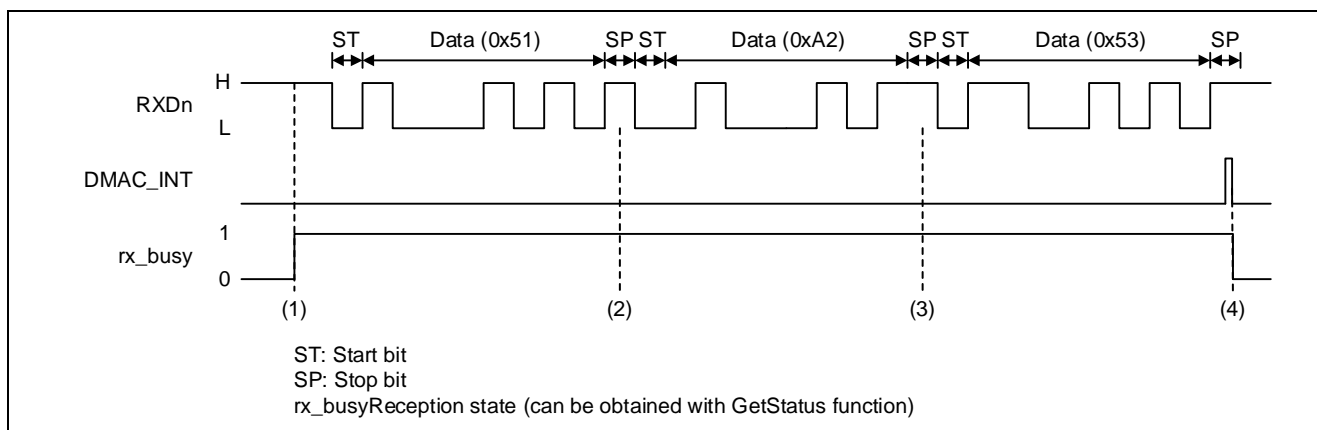 ST Data (0x51) SP ST Data (0xA2) SP ST Data (0x53) SP
H
RXDn
L
DMAC_INT
1
rx_busy
0
(1) (2) (3) (4)
ST: Start bit
SP: Stop bit
rx_busyReception state (can be obtained with GetStatus function)